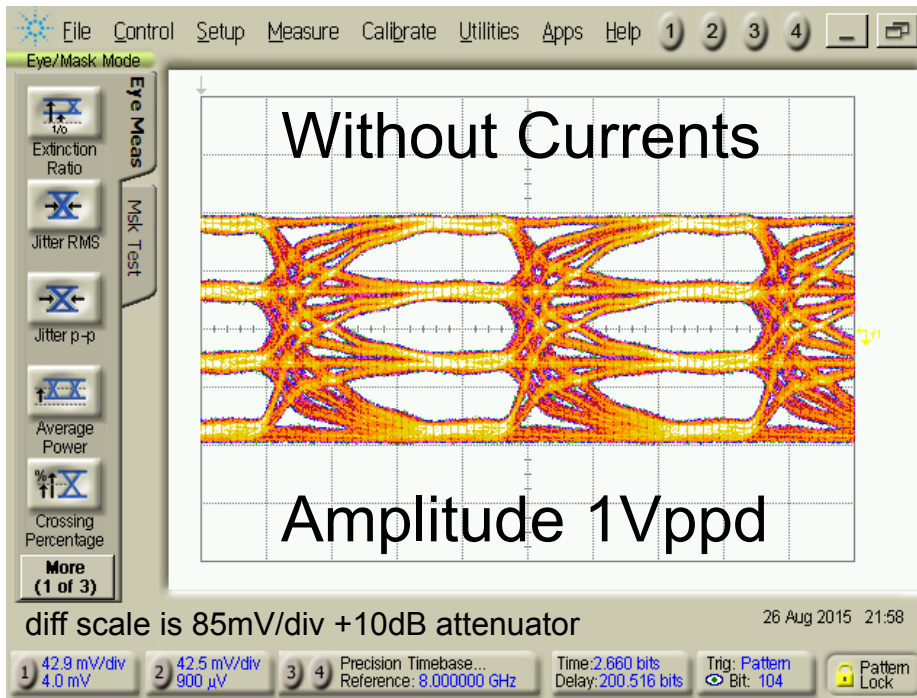 File Control Setup Measure Calibrate Utilities Apps Help 1 2 3 4
Eye/Mask Mode
Eye Meas
Msk Test
1/0
Extinction
Ratio
Jitter RMS
Jitter p-p
Average
Power
%
Crossing
Percentage
More
(1 of 3)
Without Currents
f1
Amplitude 1Vppd
diff scale is 85mV/div +10dB attenuator
26 Aug 2015 21:58
1 42.9 mV/div
4.0 mV
2 42.5 mV/div
900 µV
3 4 Precision Timebase...
Reference: 8.000000 GHz
Time:2.660 bits
Delay:200.516 bits
Trig: Pattern
Bit: 104
Pattern
Lock